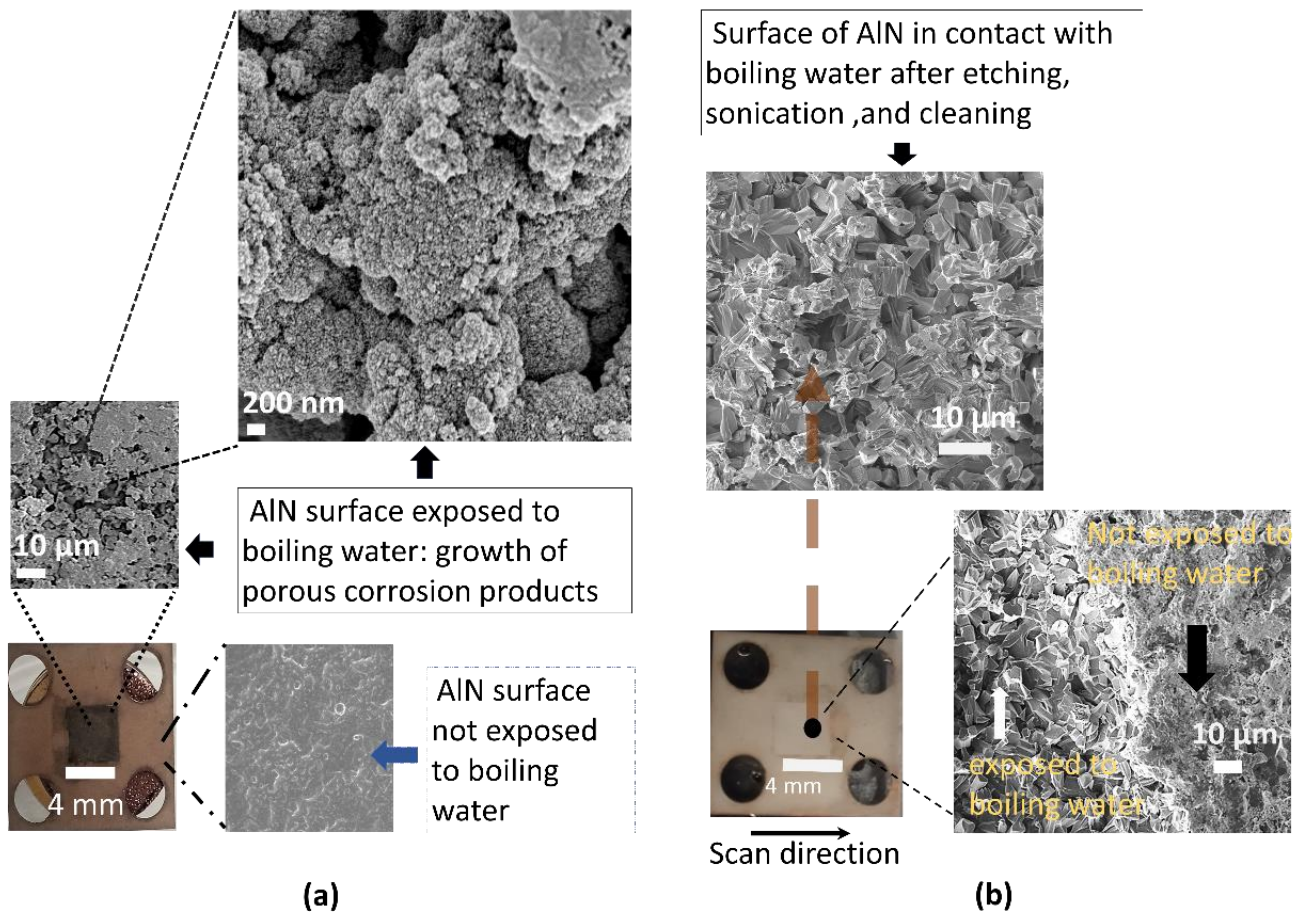 200 nm
10 µm
AlN surface exposed to
boiling water: growth of
porous corrosion products
4 mm
AlN surface
not exposed
to boiling
water
(a)
Surface of AlN in contact with
boiling water after etching,
sonication ,and cleaning
10 µm
Not exposed to
boiling water
10 µm
exposed to
boiling water
4 mm
Scan direction
(b)